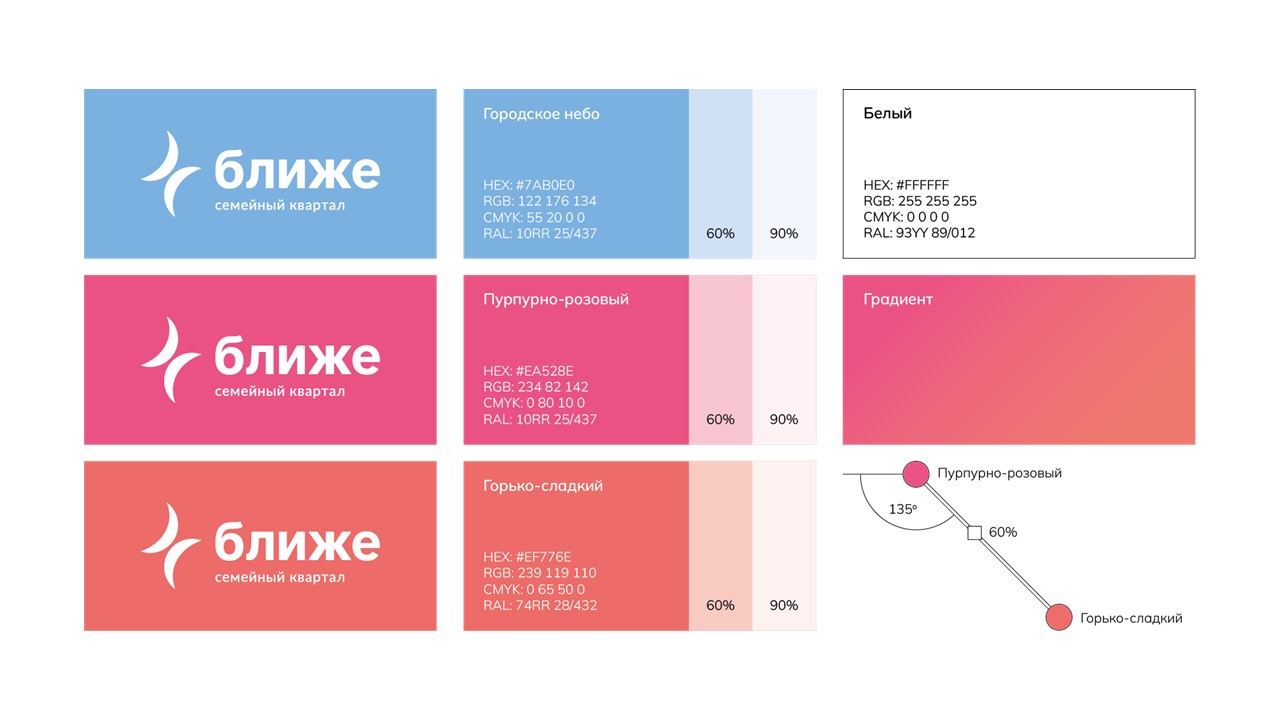 ближе
семейный квартал
Городское небо
HEX: #7AB0E0
RGB: 122 176 134
CMYK: 55 20 0 0
RAL: 10RR 25/437
60%
90%
Белый
HEX: #FFFFFF
RGB: 255 255 255
CMYK: 0 0 0 0
RAL: 93YY 89/012
ближе
семейный квартал
Пурпурно-розовый
HEX: #EA528E
RGB: 234 82 142
CMYK: 0 80 10 0
RAL: 10RR 25/437
60%
90%
Градиент
ближе
семейный квартал
Горько-сладкий
HEX: #EF776E
RGB: 239 119 110
CMYK: 0 65 50 0
RAL: 74RR 28/432
60%
90%
Пурпурно-розовый
135º
60%
Горько-сладкий